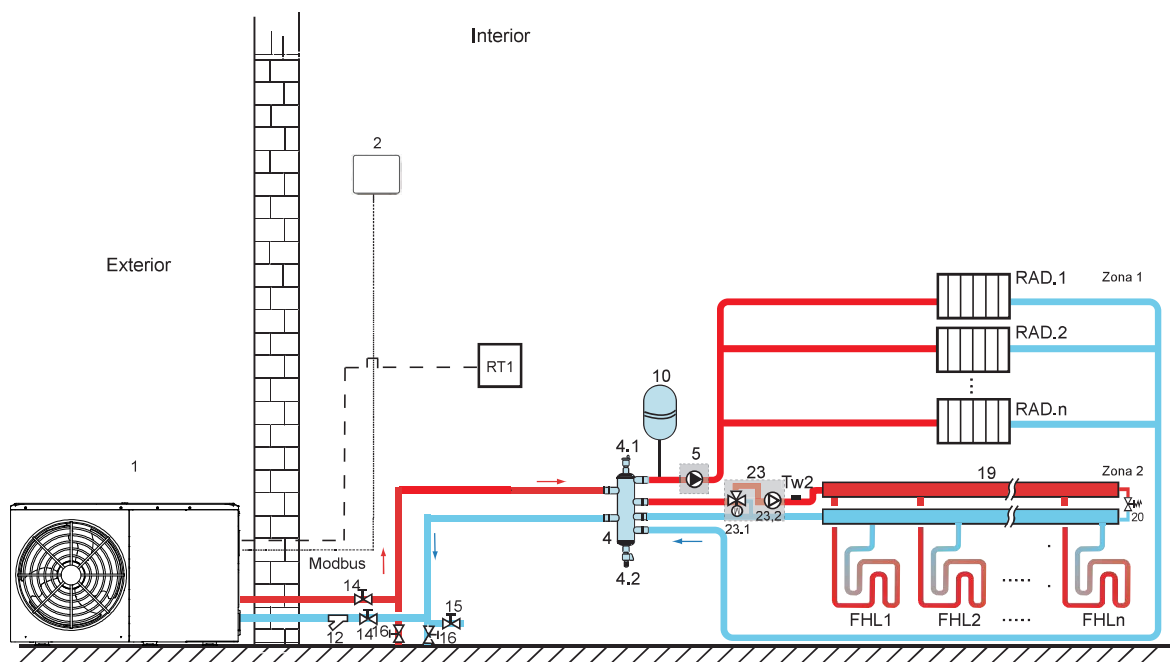 Interior
2
Exterior
RAD.1
Zona 1
RAD.2
RT1
10
RAD.n
4.1
5
1
23
Tw2
19
Zona 2
23,2
20
4
23.1
Modbus
4.2
14
15
12
14
16
16
FHL1
FHL2
FHLn